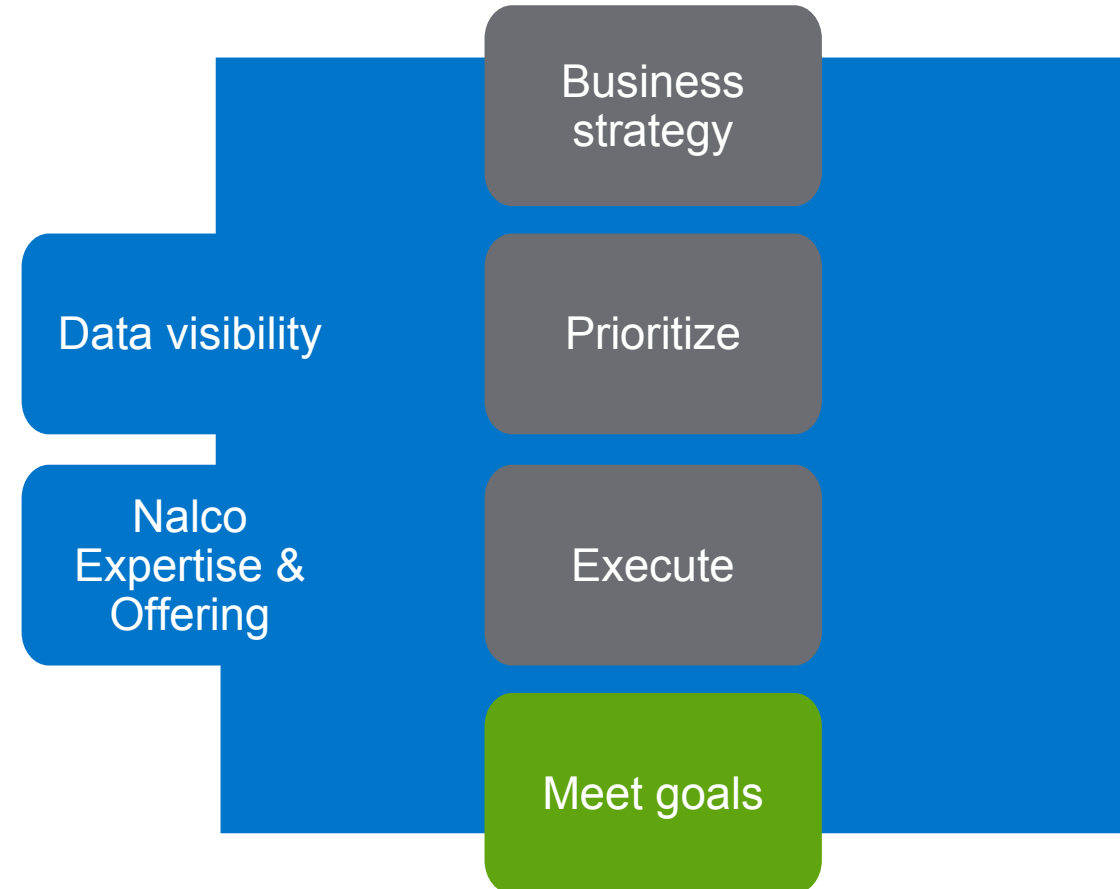 Business
strategy
Data visibility
Prioritize
Nalco
Expertise &
Offering
Execute
Meet goals